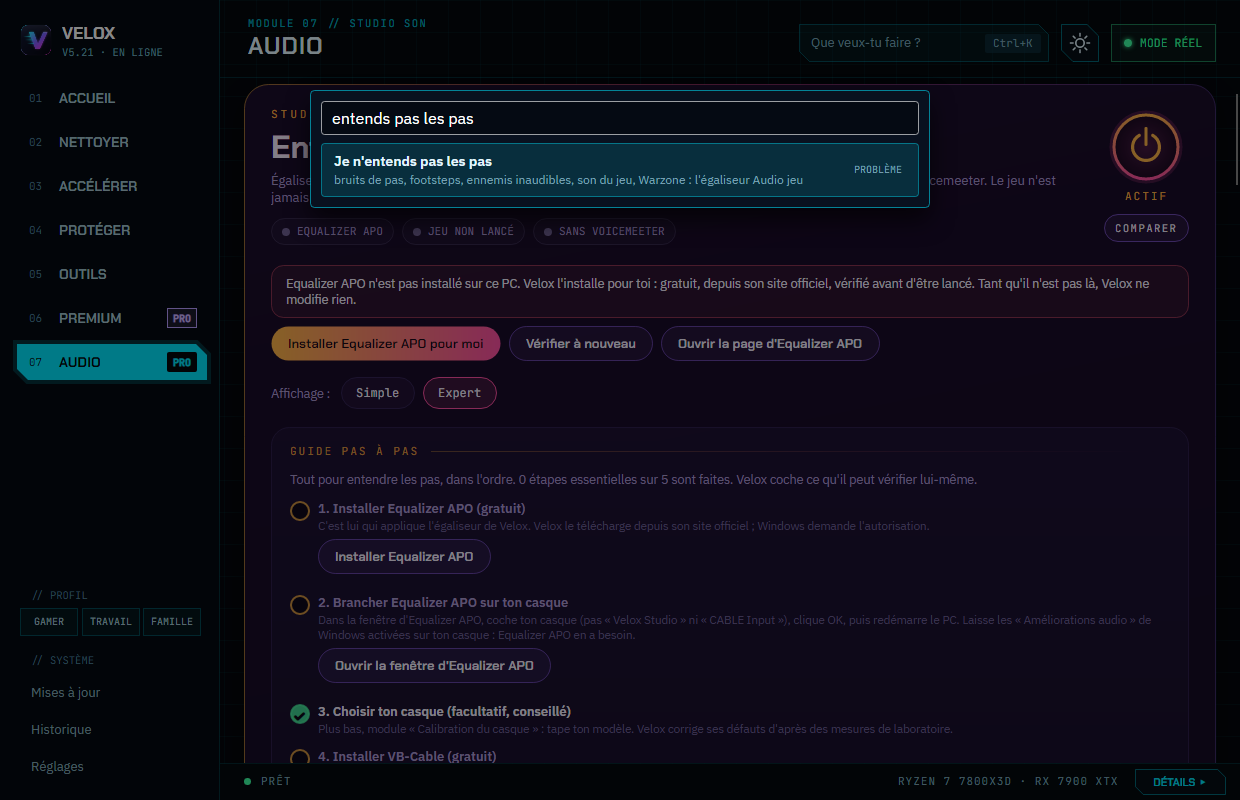 VELOX
V5.21 · EN LIGNE
01 ACCUEIL
02 NETTOYER
03 ACCÉLÉRER
04 PROTÉGER
05 OUTILS
06 PREMIUM PRO
07 AUDIO PRO
// PROFIL
GAMER TRAVAIL FAMILLE
// SYSTÈME
Mises à jour
Historique
Réglages
MODULE 07 // STUDIO SON
AUDIO
Que veux-tu faire ? Ctrl+K
MODE RÉEL
entends pas les pas
Je n'entends pas les pas
bruits de pas, footsteps, ennemis inaudibles, son du jeu, Warzone : l'égaliseur Audio jeu
PROBLÈME
STUD
En
Égalise
cemeeter. Le jeu n'est
jamais
ACTIF
COMPARER
EQUALIZER APO
JEU NON LANCÉ
SANS VOICEMEETER
Equalizer APO n'est pas installé sur ce PC. Velox l'installe pour toi : gratuit, depuis son site officiel, vérifié avant d'être lancé. Tant qu'il n'est pas là, Velox ne
modifie rien.
Installer Equalizer APO pour moi
Vérifier à nouveau
Ouvrir la page d'Equalizer APO
Affichage : Simple Expert
GUIDE PAS À PAS
Tout pour entendre les pas, dans l'ordre. 0 étapes essentielles sur 5 sont faites. Velox coche ce qu'il peut vérifier lui-même.
1. Installer Equalizer APO (gratuit)
C'est lui qui applique l'égaliseur de Velox. Velox le télécharge depuis son site officiel ; Windows demande l'autorisation.
Installer Equalizer APO
2. Brancher Equalizer APO sur ton casque
Dans la fenêtre d'Equalizer APO, coche ton casque (pas « Velox Studio » ni « CABLE Input »), clique OK, puis redémarre le PC. Laisse les « Améliorations audio » de
Windows activées sur ton casque : Equalizer APO en a besoin.
Ouvrir la fenêtre d'Equalizer APO
3. Choisir ton casque (facultatif, conseillé)
Plus bas, module « Calibration du casque » : tape ton modèle. Velox corrige ses défauts d'après des mesures de laboratoire.
4. Installer VB-Cable (gratuit)
PRÊT
RYZEN 7 7800X3D · RX 7900 XTX
DÉTAILS ▸